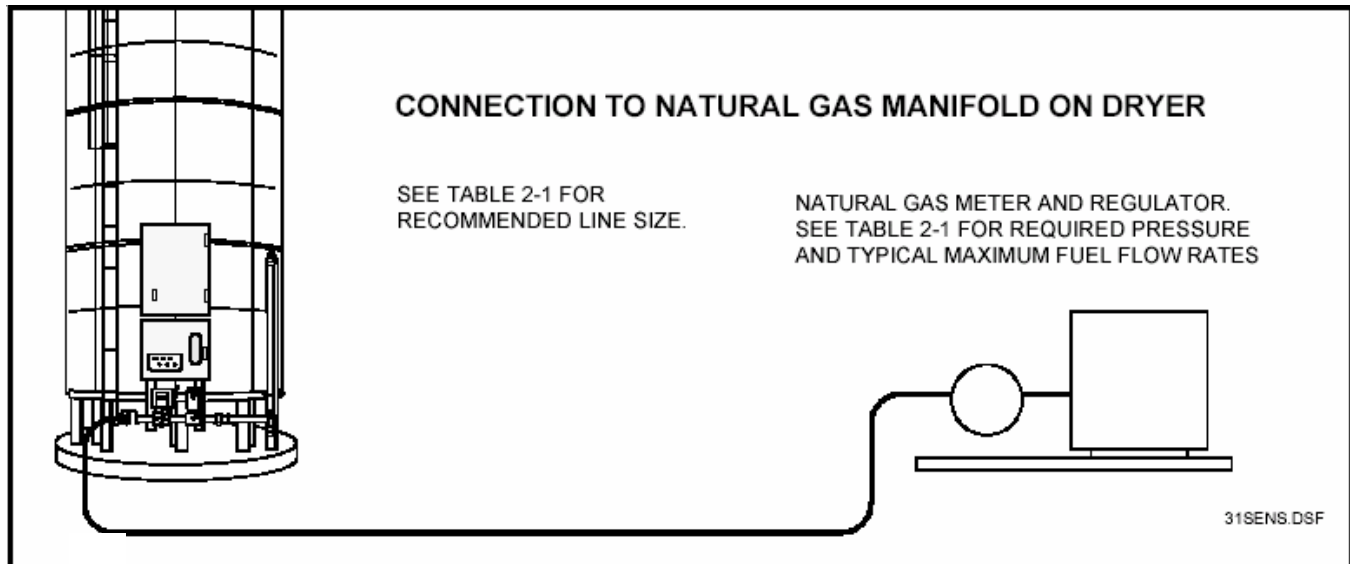 CONNECTION TO NATURAL GAS MANIFOLD ON DRYER
SEE TABLE 2-1 FOR
RECOMMENDED LINE SIZE.
NATURAL GAS METER AND REGULATOR.
SEE TABLE 2-1 FOR REQUIRED PRESSURE
AND TYPICAL MAXIMUM FUEL FLOW RATES
31SENS.DSF